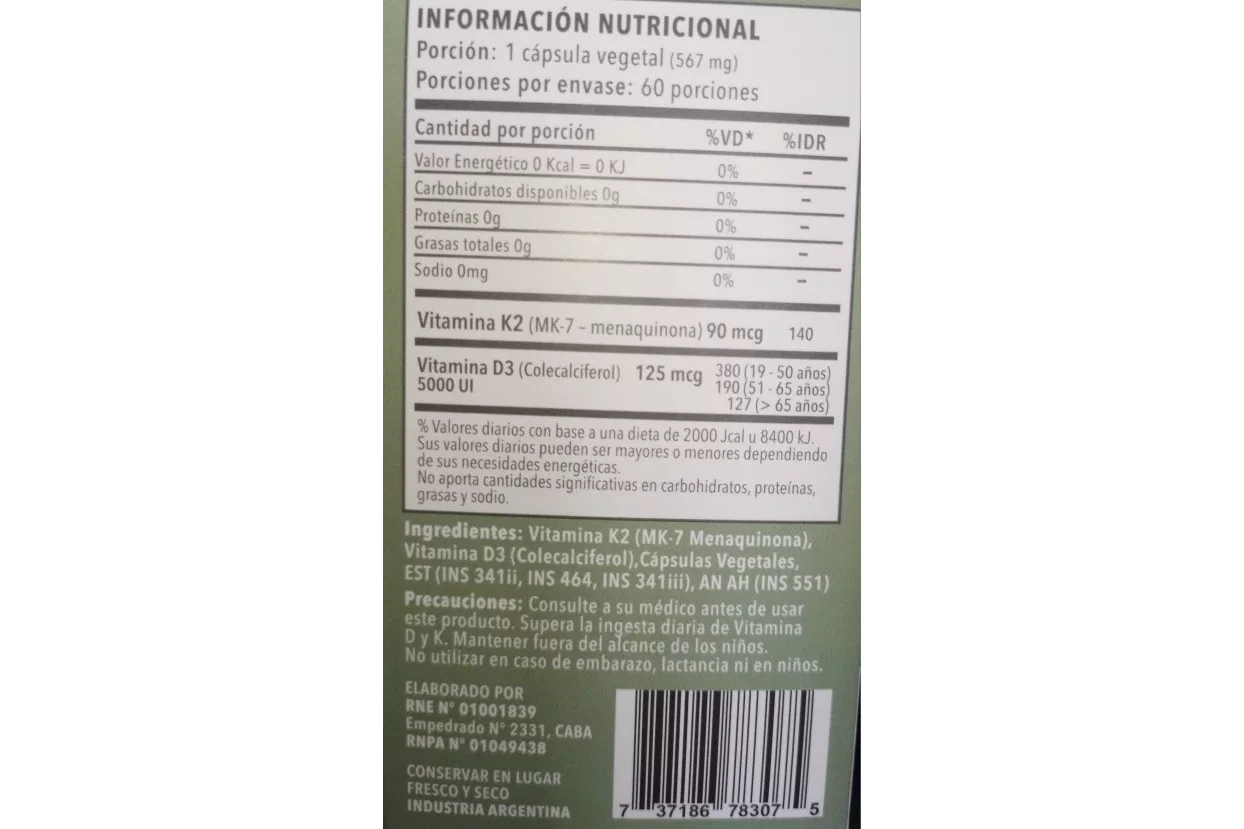 INFORMACIÓN NUTRICIONAL
Porción: 1 cápsula vegetal (567 mg)
Porciones por envase: 60 porciones
Cantidad por porción %VD* %IDR
Valor Energético 0 Kcal = 0 KJ 0% –
Carbohidratos disponibles 0g 0% –
Proteínas 0g 0% –
Grasas totales 0g 0% –
Sodio 0mg 0% –
Vitamina K2 (MK-7 - menaquinona) 90 mcg 140
Vitamina D3 (Colecalciferol) 125 mcg 380 (19 - 50 años)
5000 UI 190 (51 - 65 años)
127 (> 65 años)
% Valores diarios con base a una dieta de 2000 Jcal u 8400 kJ.
Sus valores diarios pueden ser mayores o menores dependiendo
de sus necesidades energéticas.
No aporta cantidades significativas en carbohidratos, proteínas,
grasas y sodio.
Ingredientes: Vitamina K2 (MK-7 Menaquinona),
Vitamina D3 (Colecalciferol),Cápsulas Vegetales,
EST (INS 341ii, INS 464, INS 341iii), AN AH (INS 551)
Precauciones: Consulte a su médico antes de usar
este producto. Supera la ingesta diaria de Vitamina
D y K. Mantener fuera del alcance de los niños.
No utilizar en caso de embarazo, lactancia ni en niños.
ELABORADO POR
RNE N° 01001839
Empedrado N° 2331, CABA
RNPA N° 01049438
CONSERVAR EN LUGAR
FRESCO Y SECO
INDUSTRIA ARGENTINA
7 37186 78307 5